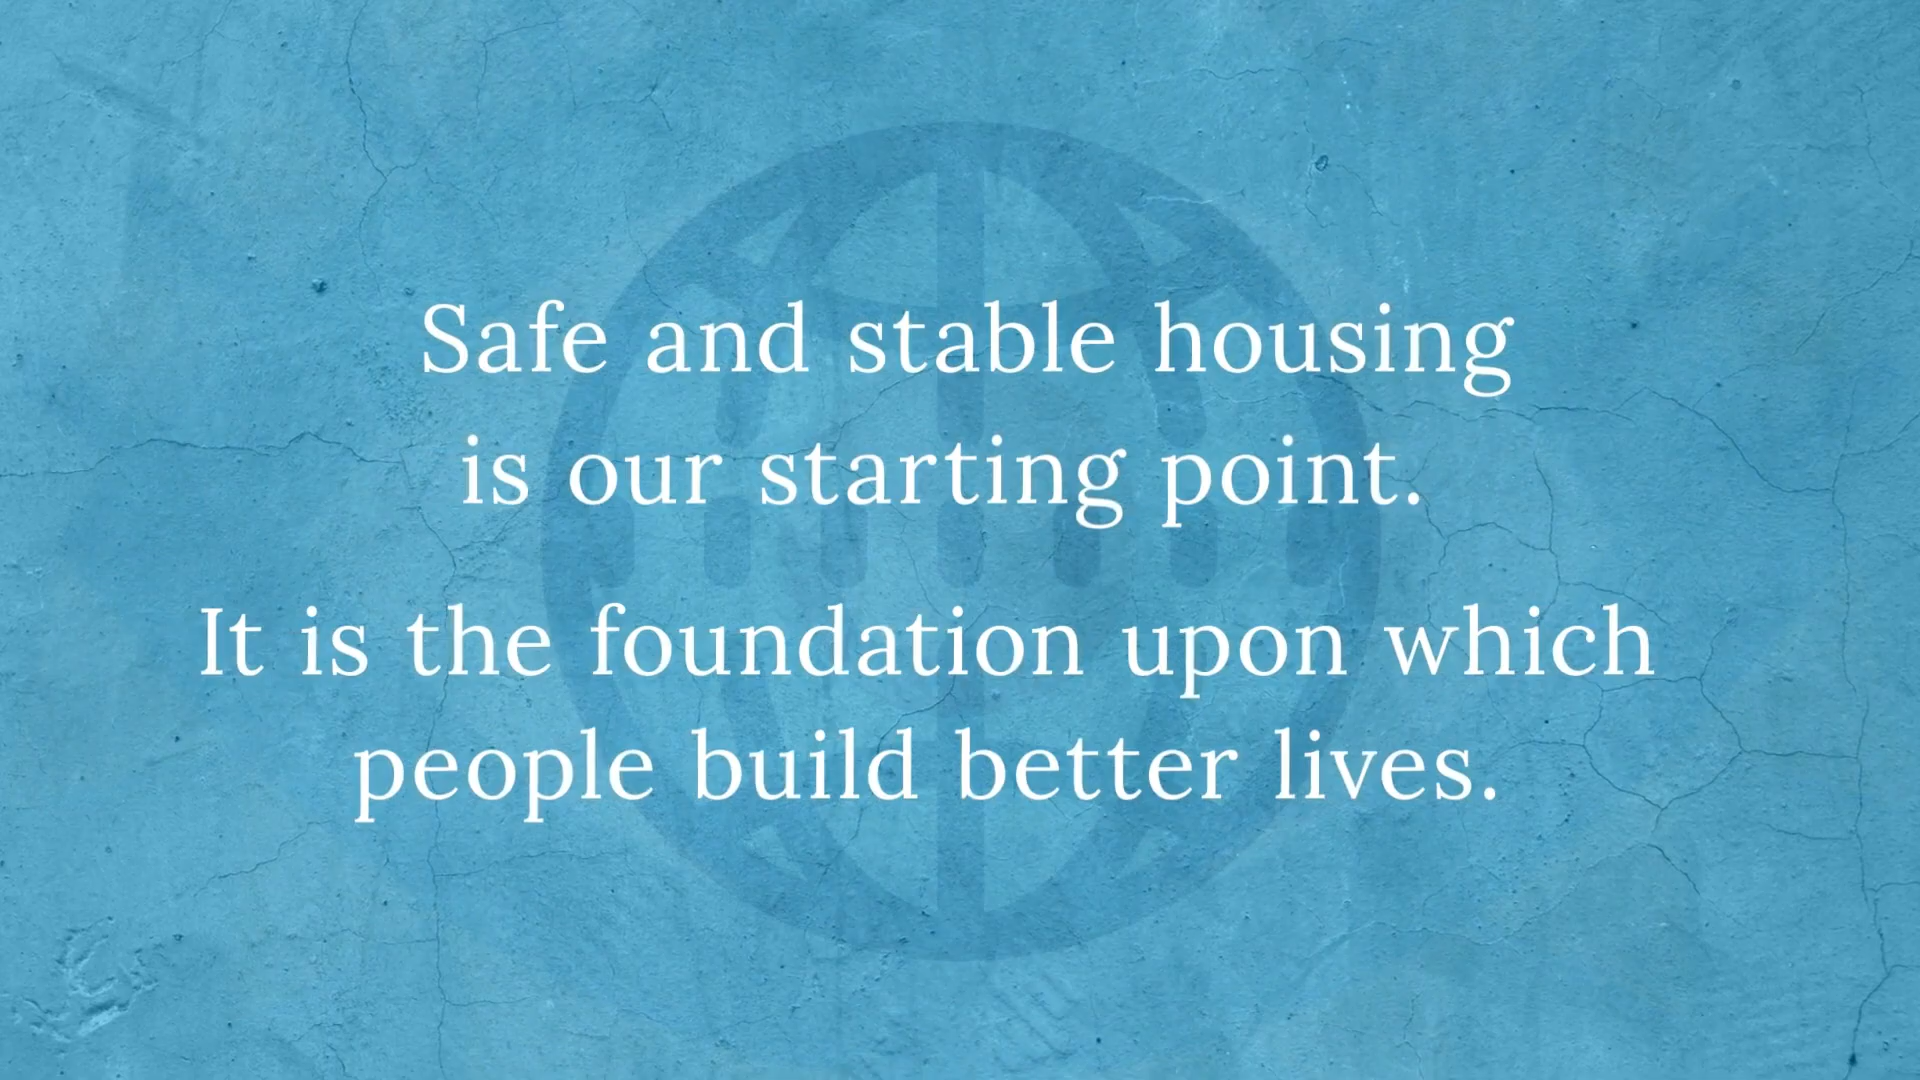 Safe and stable housing
is our starting point.
It is the foundation upon which
people build better lives.